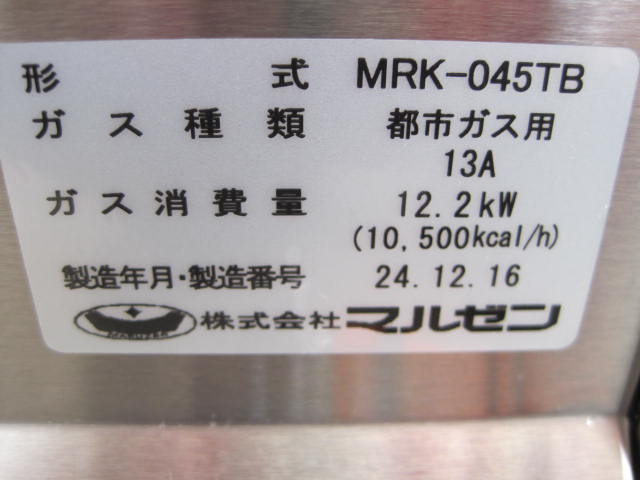 形式 MRK-045TB
ガス種類 都市ガス用
13A
ガス消費量 12.2kW
(10,500kcal/h)
製造年月・製造番号 24.12.16
MARUZEN 株式会社 マルゼン